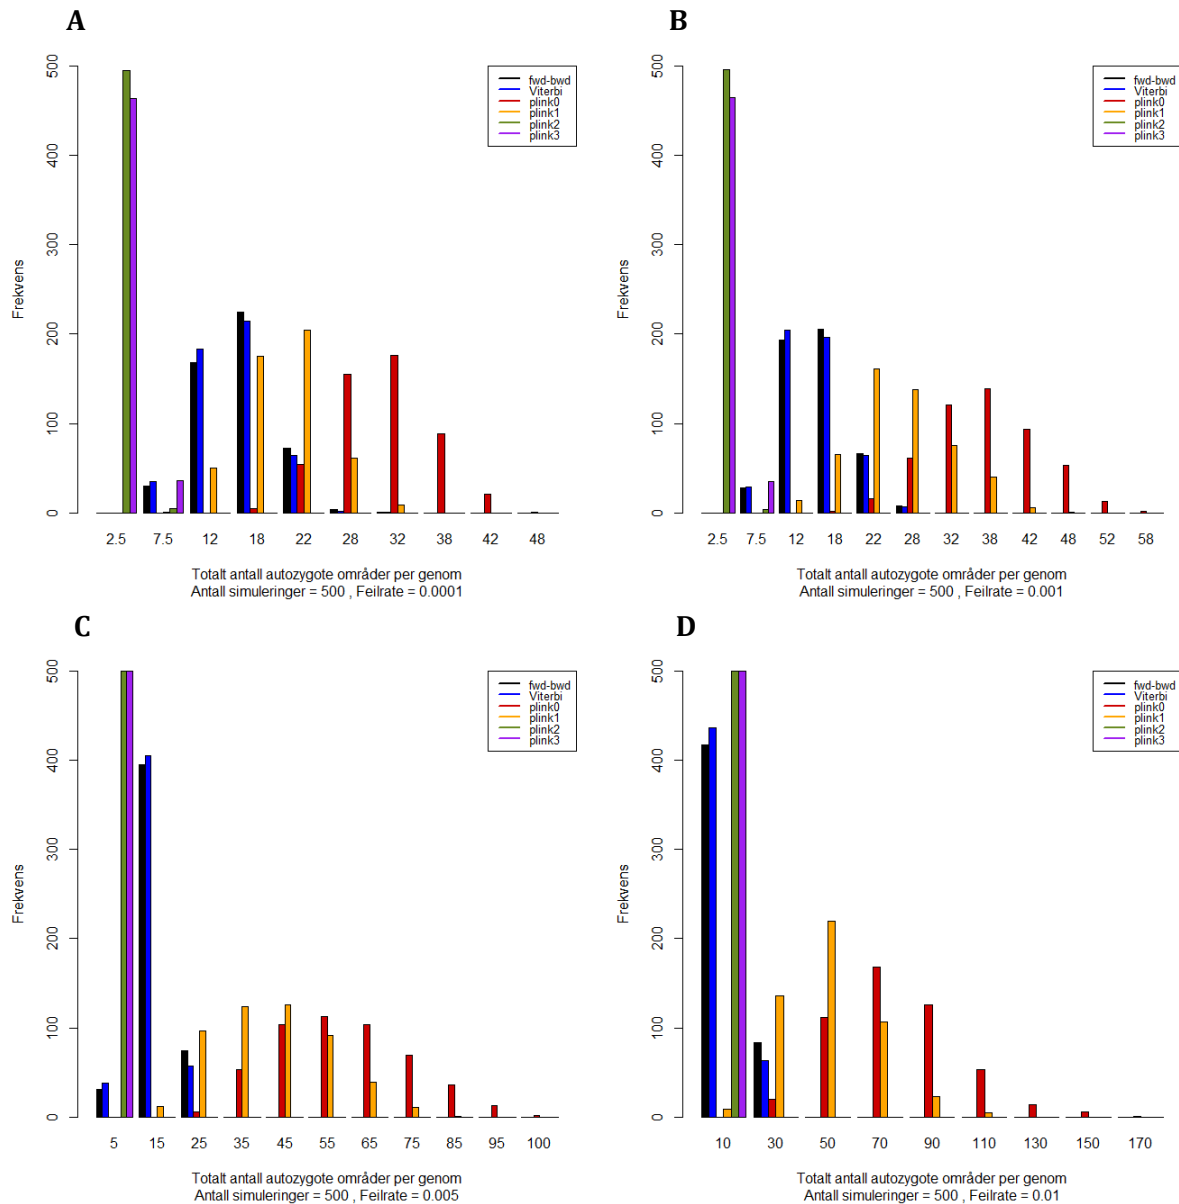 A
500
400
300
200
100
0
Frekvens
fwd-bwd
Viterbi
plink0
plink1
plink2
plink3
2.5 7.5 12 18 22 28 32 38 42 48
Totalt antall autozygote områder per genom
Antall simuleringer = 500 , Feilrate = 0.0001
B
500
400
300
200
100
0
Frekvens
fwd-bwd
Viterbi
plink0
plink1
plink2
plink3
2.5 7.5 12 18 22 28 32 38 42 48 52 58
Totalt antall autozygote områder per genom
Antall simuleringer = 500 , Feilrate = 0.001
C
500
400
300
200
100
0
Frekvens
fwd-bwd
Viterbi
plink0
plink1
plink2
plink3
5 15 25 35 45 55 65 75 85 95 100
Totalt antall autozygote områder per genom
Antall simuleringer = 500 , Feilrate = 0.005
D
500
400
300
200
100
0
Frekvens
fwd-bwd
Viterbi
plink0
plink1
plink2
plink3
10 30 50 70 90 110 130 150 170
Totalt antall autozygote områder per genom
Antall simuleringer = 500 , Feilrate = 0.01